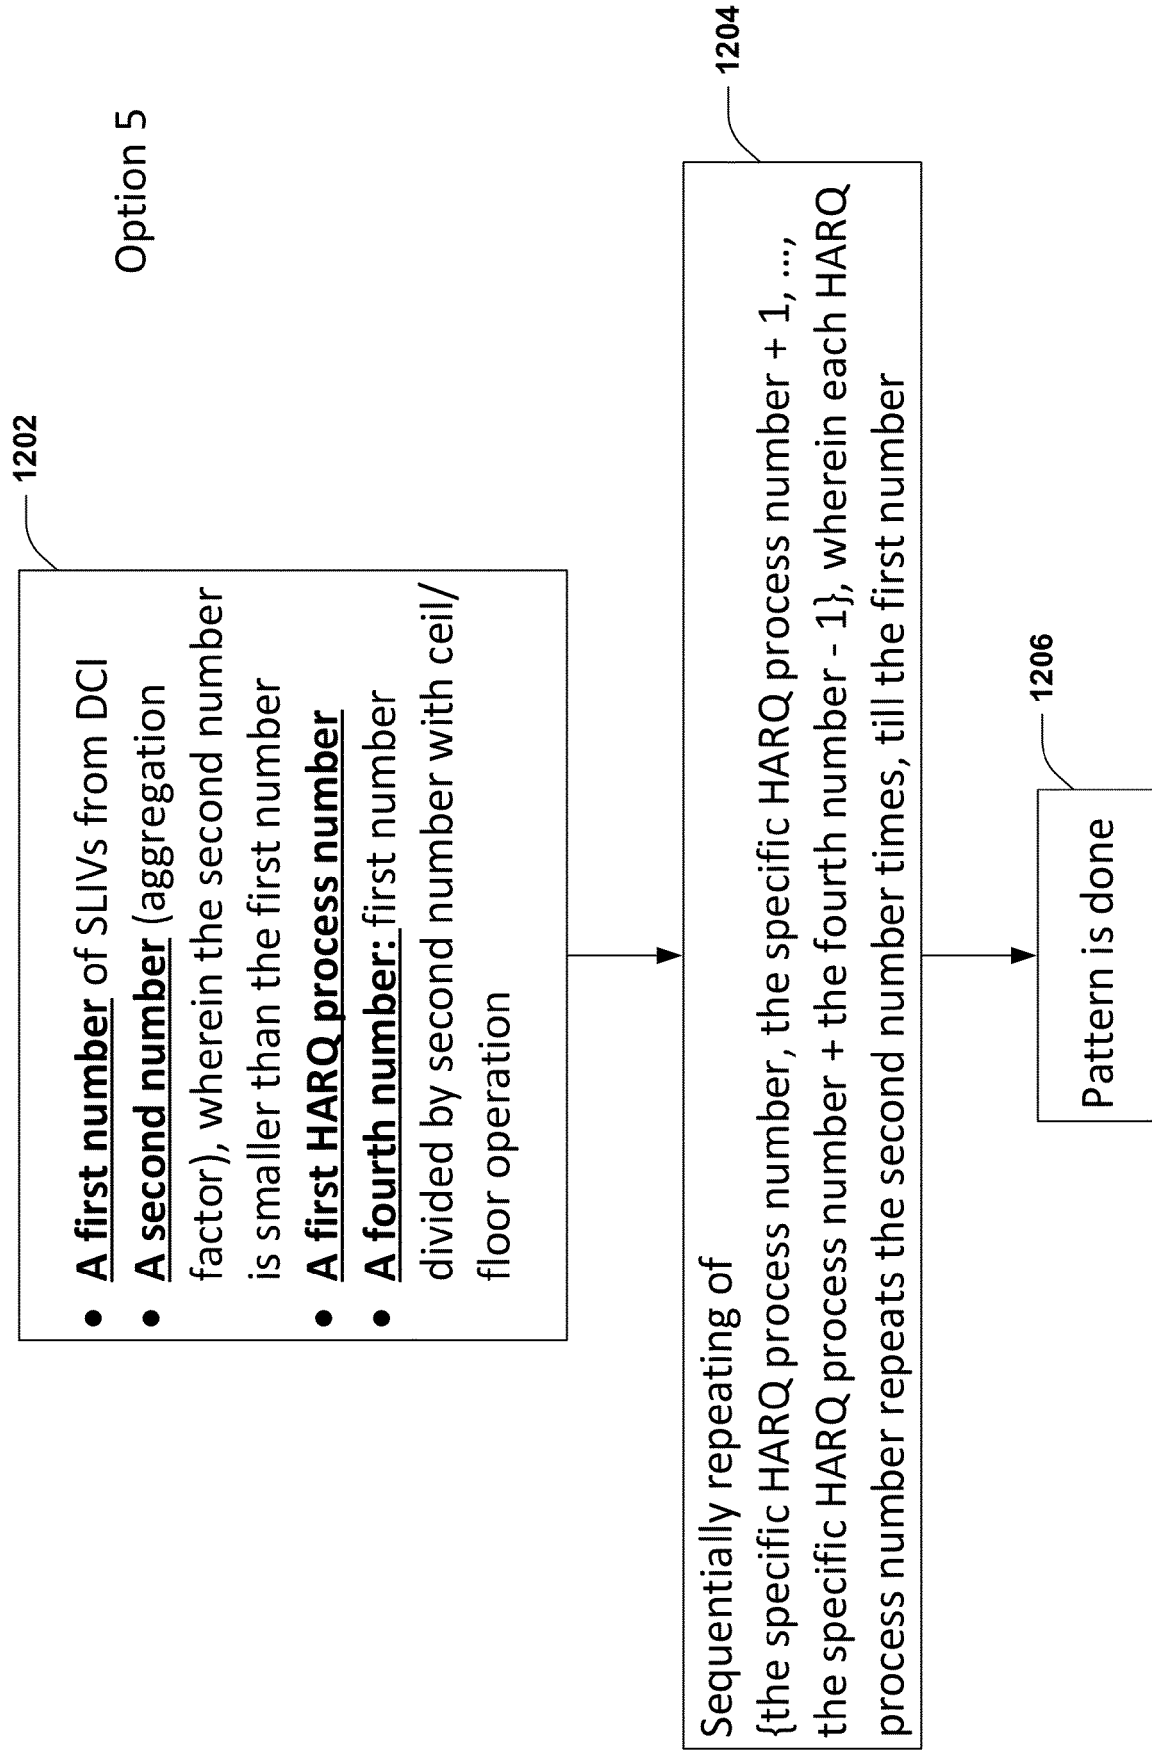 Option 5
1202
• A first number of SLIVs from DCI
• A second number (aggregation
factor), wherein the second number
is smaller than the first number
• A first HARQ process number
• A fourth number: first number
divided by second number with ceil/
floor operation
1204
Sequentially repeating of
{the specific HARQ process number, the specific HARQ process number + 1, ...,
the specific HARQ process number + the fourth number - 1}, wherein each HARQ
process number repeats the second number times, till the first number
1206
Pattern is done